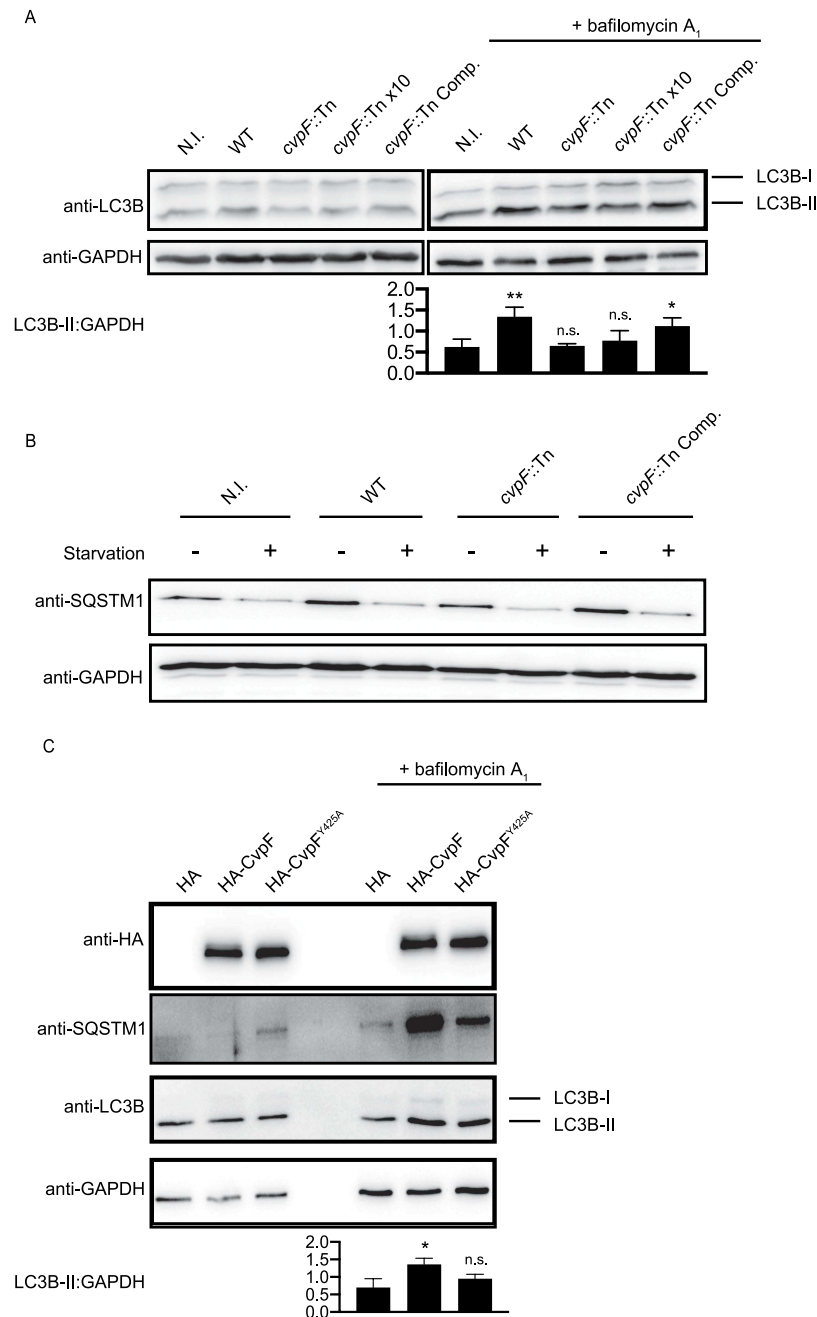 A
+ bafilomycin A1
N.I. WT cvpF::Tn cvpF::Tn x10 cvpF::Tn Comp. N.I. WT cvpF::Tn cvpF::Tn x10 cvpF::Tn Comp.
anti-LC3B
LC3B-I
LC3B-II
anti-GAPDH
LC3B-II:GAPDH
2.0
1.5
1.0
0.5
0.0
** n.s. n.s. *
B
N.I. WT cvpF::Tn cvpF::Tn Comp.
Starvation - + - + - + - +
anti-SQSTM1
anti-GAPDH
C
+ bafilomycin A1
HA HA-CvpF HA-CvpFY425A HA HA-CvpF HA-CvpFY425A
anti-HA
anti-SQSTM1
anti-LC3B
LC3B-I
LC3B-II
anti-GAPDH
LC3B-II:GAPDH
2.0
1.5
1.0
0.5
0.0
* n.s.